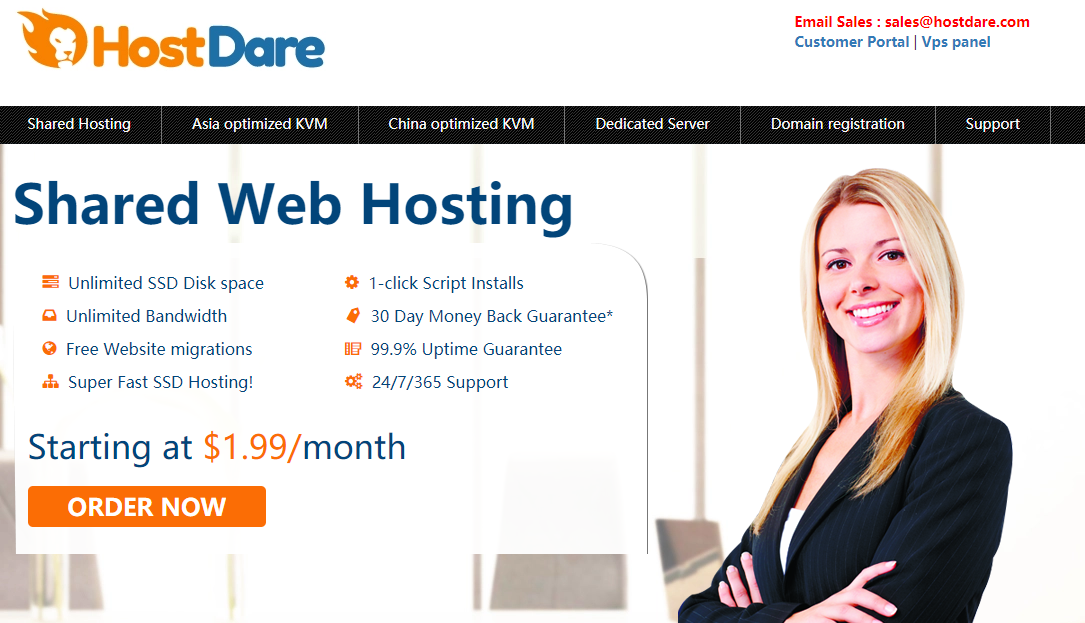 HostDare
Email Sales : sales@hostdare.com
Customer Portal | Vps panel
Shared Hosting
Asia optimized KVM
China optimized KVM
Dedicated Server
Domain registration
Support
Shared Web Hosting
Unlimited SSD Disk space
1-click Script Installs
Unlimited Bandwidth
30 Day Money Back Guarantee*
Free Website migrations
99.9% Uptime Guarantee
Super Fast SSD Hosting!
24/7/365 Support
Starting at $1.99/month
ORDER NOW